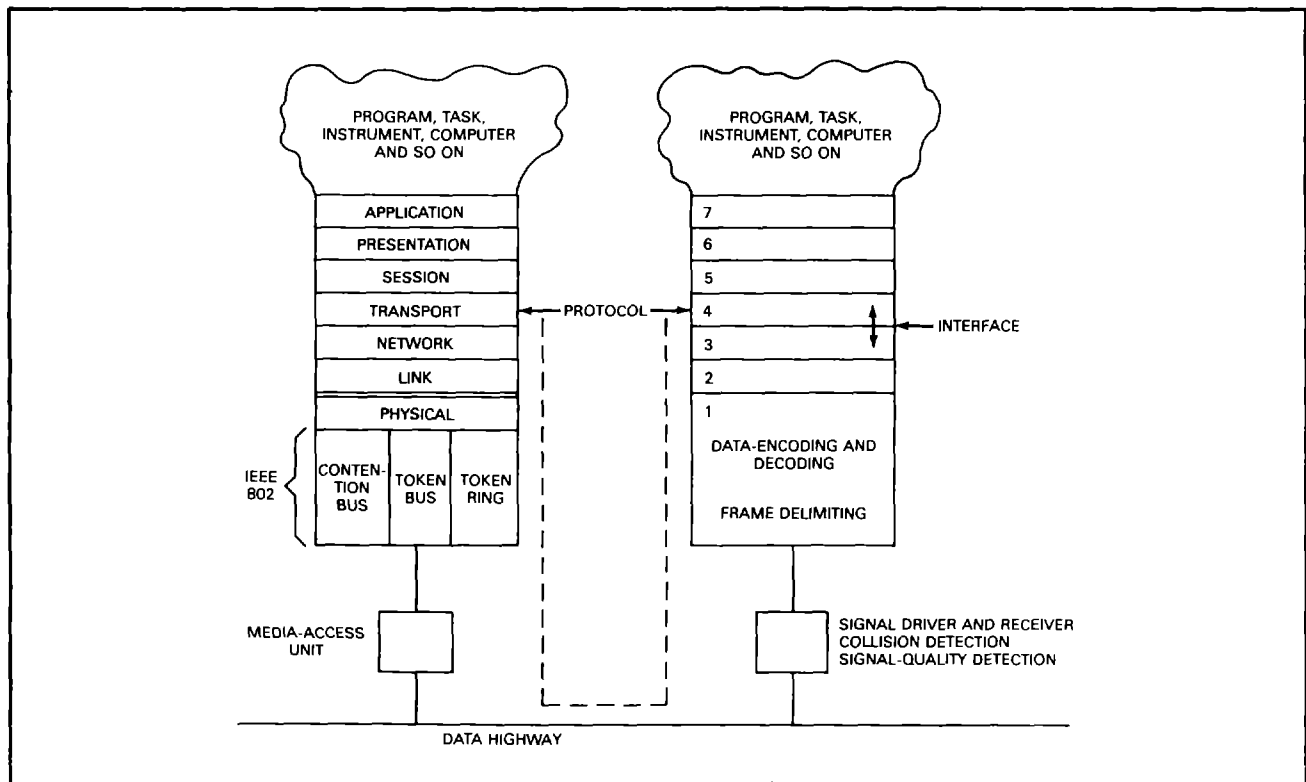 PROGRAM, TASK,
INSTRUMENT, COMPUTER
AND SO ON
APPLICATION
PRESENTATION
SESSION
TRANSPORT
NETWORK
LINK
PHYSICAL
IEEE
802
CONTEN-
TION
BUS
TOKEN
BUS
TOKEN
RING
MEDIA-ACCESS
UNIT
PROTOCOL
PROGRAM, TASK,
INSTRUMENT, COMPUTER
AND SO ON
7
6
5
4
3
2
1
INTERFACE
DATA-ENCODING AND
DECODING
FRAME DELIMITING
SIGNAL DRIVER AND RECEIVER
COLLISION DETECTION
SIGNAL-QUALITY DETECTION
DATA HIGHWAY